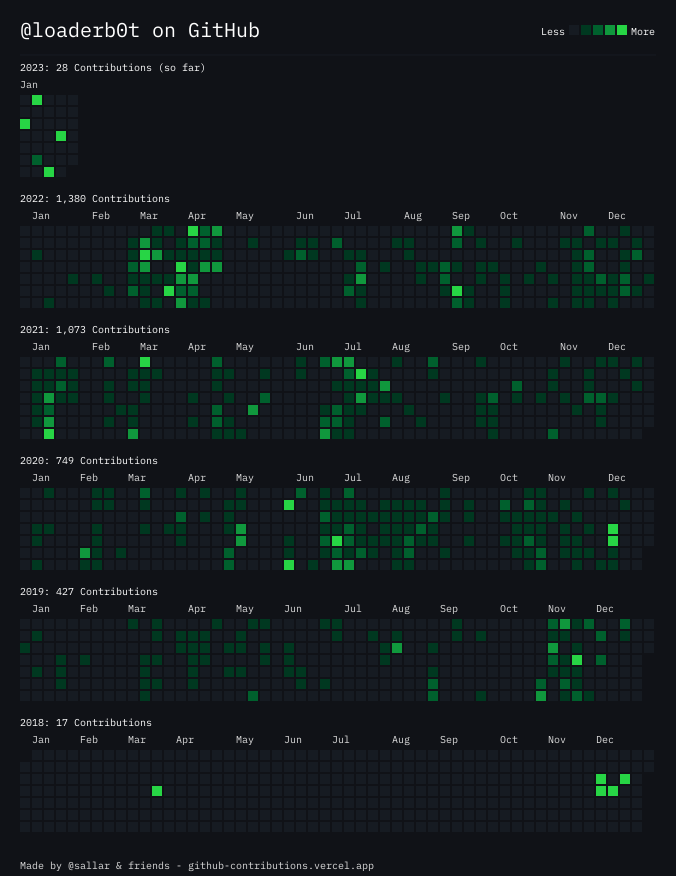 @loaderb0t on GitHub
Less More
2023: 28 Contributions (so far)
Jan
2022: 1,380 Contributions
Jan Feb Mar Apr May Jun Jul Aug Sep Oct Nov Dec
2021: 1,073 Contributions
Jan Feb Mar Apr May Jun Jul Aug Sep Oct Nov Dec
2020: 749 Contributions
Jan Feb Mar Apr May Jun Jul Aug Sep Oct Nov Dec
2019: 427 Contributions
Jan Feb Mar Apr May Jun Jul Aug Sep Oct Nov Dec
2018: 17 Contributions
Jan Feb Mar Apr May Jun Jul Aug Sep Oct Nov Dec
Made by @sallar & friends - github-contributions.vercel.app